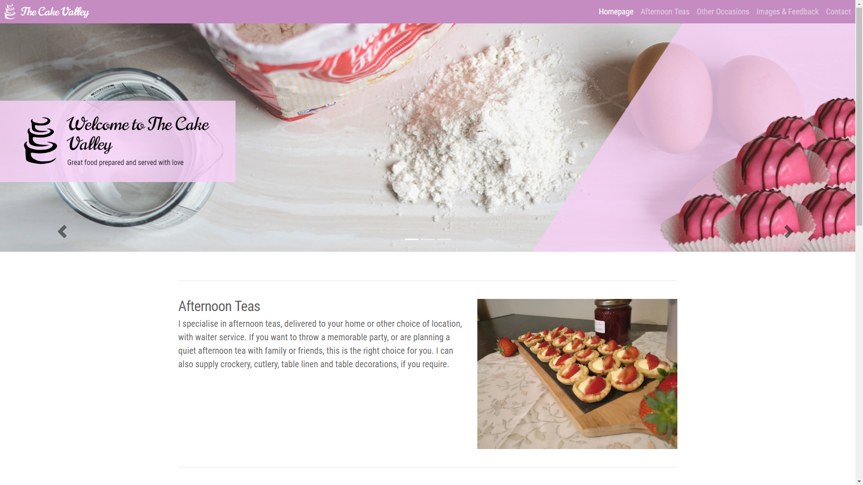 The Cake Valley
Homepage
Afternoon Teas
Other Occasions
Images & Feedback
Contact
Welcome to The Cake
Valley
Great food prepared and served with love
Afternoon Teas
I specialise in afternoon teas, delivered to your home or other choice of location,
with waiter service. If you want to throw a memorable party, or are planning a
quiet afternoon tea with family or friends, this is the right choice for you. I can
also supply crockery, cutlery, table linen and table decorations, if you require.